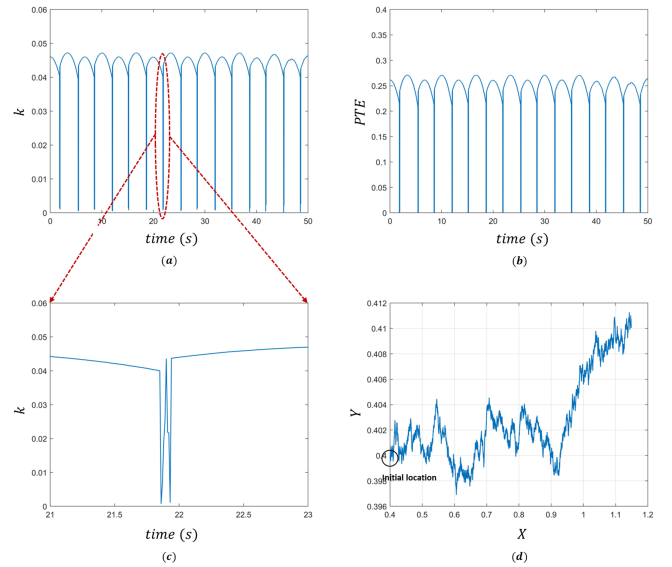 0.06
0.05
0.04
k
0.03
0.02
0.01
0
0 10 20 30 40 50
time (s)
(a)
0.4
0.35
0.3
0.25
PTE
0.2
0.15
0.1
0.05
0
0 10 20 30 40 50
time (s)
(b)
0.06
0.05
0.04
k
0.03
0.02
0.01
0
21 21.5 22 22.5 23
time (s)
(c)
0.412
0.41
0.408
0.406
Y
0.404
0.402
0.4
0.398
Initial location
0.396
0.4 0.5 0.6 0.7 0.8 0.9 1 1.1 1.2
X
(d)